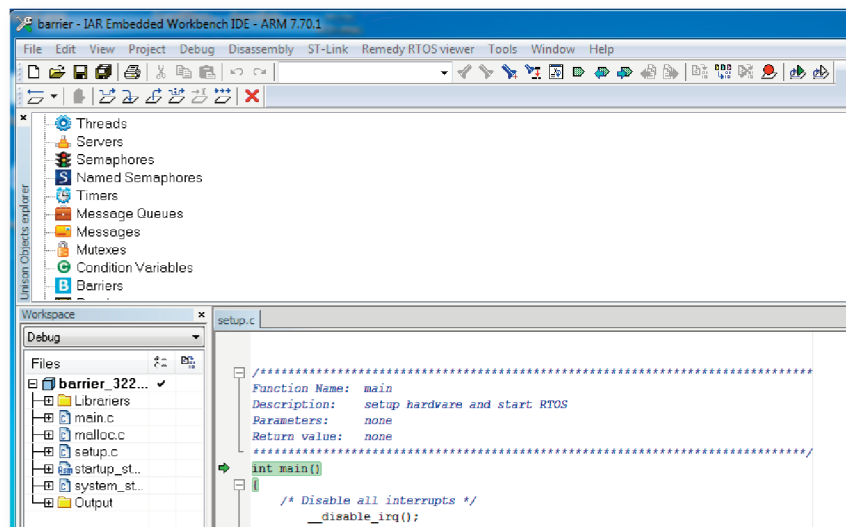 barrier - IAR Embedded Workbench IDE - ARM 7.70.1
File Edit View Project Debug Disassembly ST-Link Remedy RTOS viewer Tools Window Help
Unison Objects explorer
Threads
Servers
Semaphores
S Named Semaphores
Timers
Message Queues
Messages
Mutexes
C Condition Variables
B Barriers
Workspace
Debug
Files
barrier_322...
Librariers
main.c
malloc.c
setup.c
startup_st...
system_st...
Output
setup.c
/*******************************************************************************
Function Name: main
Description: setup hardware and start RTOS
Parameters: none
Return value: none
*******************************************************************************/
int main()
{
/* Disable all interrupts */
__disable_irq();